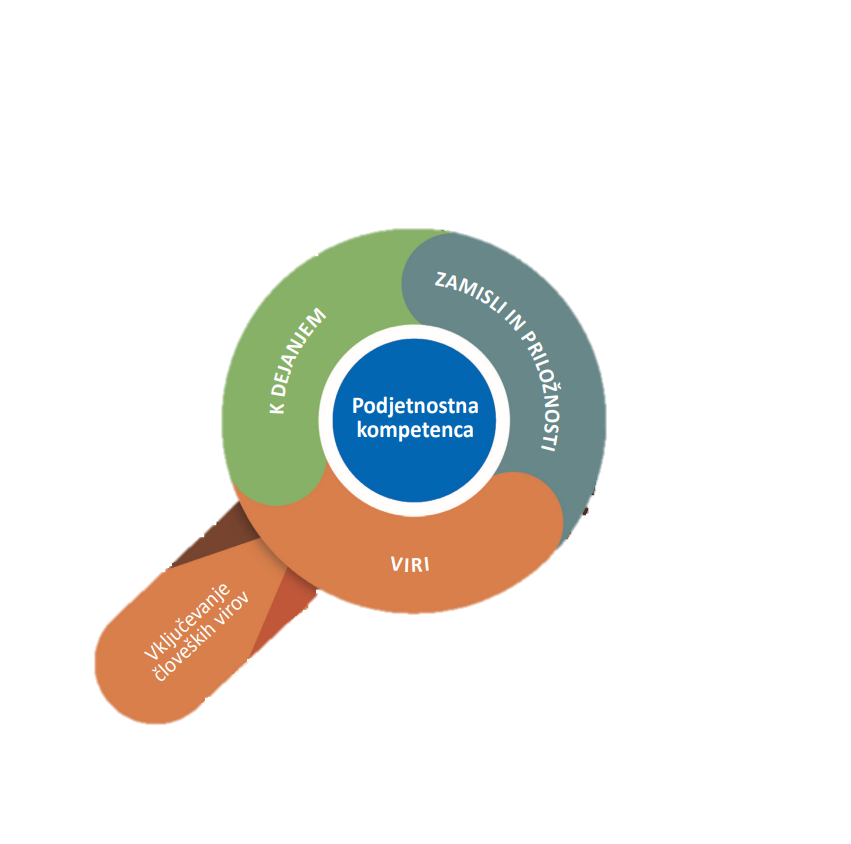 K DEJANJEM
ZAMISLI IN PRILOŽNOSTI
Podjetnostna
kompetenca
VIRI
Vključevanje
človeških virov